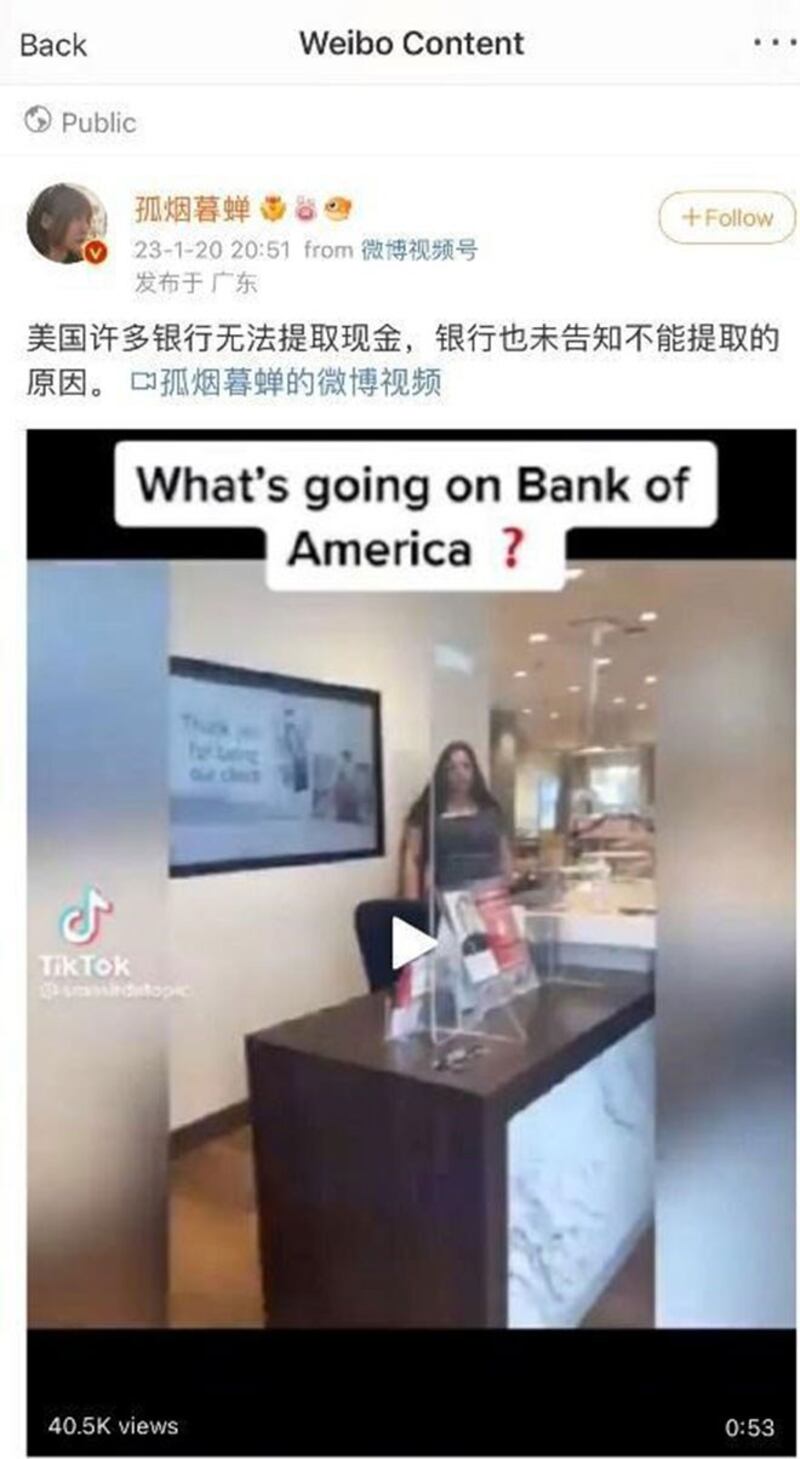 Back
Weibo Content
Public
孤烟暮蝉
+Follow
23-1-20 20:51 from 微博视频号
发布于 广东
美国许多银行无法提取现金，银行也未告知不能提取的
原因。 孤烟暮蝉的微博视频
What's going on Bank of
America ❓
Thank you
for being
our client
TikTok
40.5K views
0:53